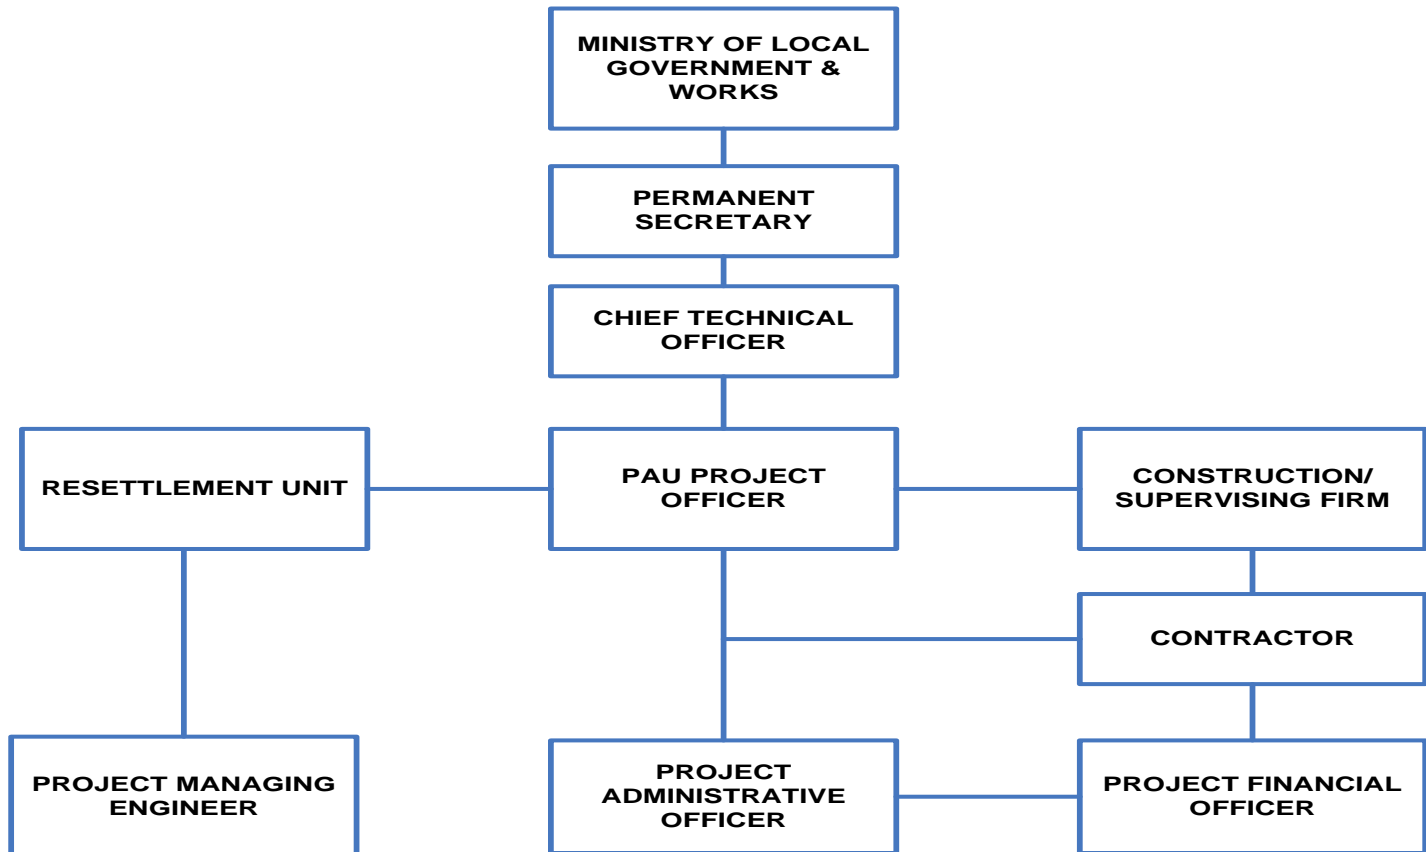 MINISTRY OF LOCAL
GOVERNMENT &
WORKS
PERMANENT
SECRETARY
CHIEF TECHNICAL
OFFICER
RESETTLEMENT UNIT
PAU PROJECT
OFFICER
CONSTRUCTION/
SUPERVISING FIRM
CONTRACTOR
PROJECT MANAGING
ENGINEER
PROJECT
ADMINISTRATIVE
OFFICER
PROJECT FINANCIAL
OFFICER